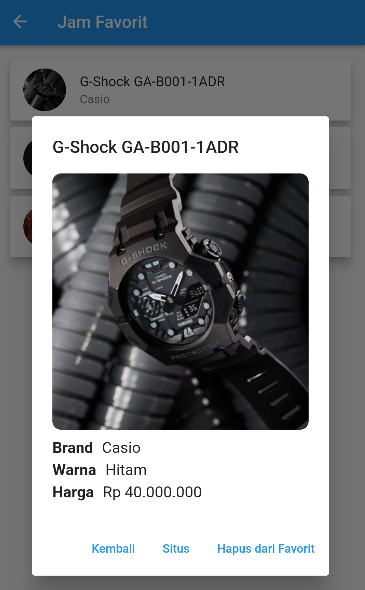 Jam Favorit
G-Shock GA-B001-1ADR
Casio
G-Shock GA-B001-1ADR
G-SHOCK
Brand Casio
Warna Hitam
Harga Rp 40.000.000
Kembali Situs Hapus dari Favorit